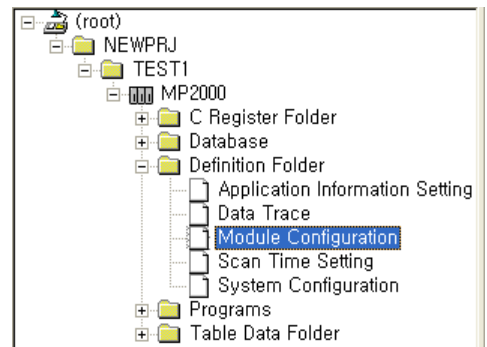 (root)
NEWPRJ
TEST1
MP2000
C Register Folder
Database
Definition Folder
Application Information Setting
Data Trace
Module Configuration
Scan Time Setting
System Configuration
Programs
Table Data Folder